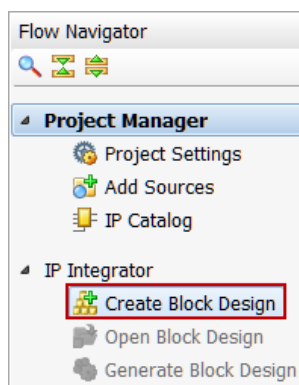 Flow Navigator
Project Manager
Project Settings
Add Sources
IP Catalog
IP Integrator
Create Block Design
Open Block Design
Generate Block Design